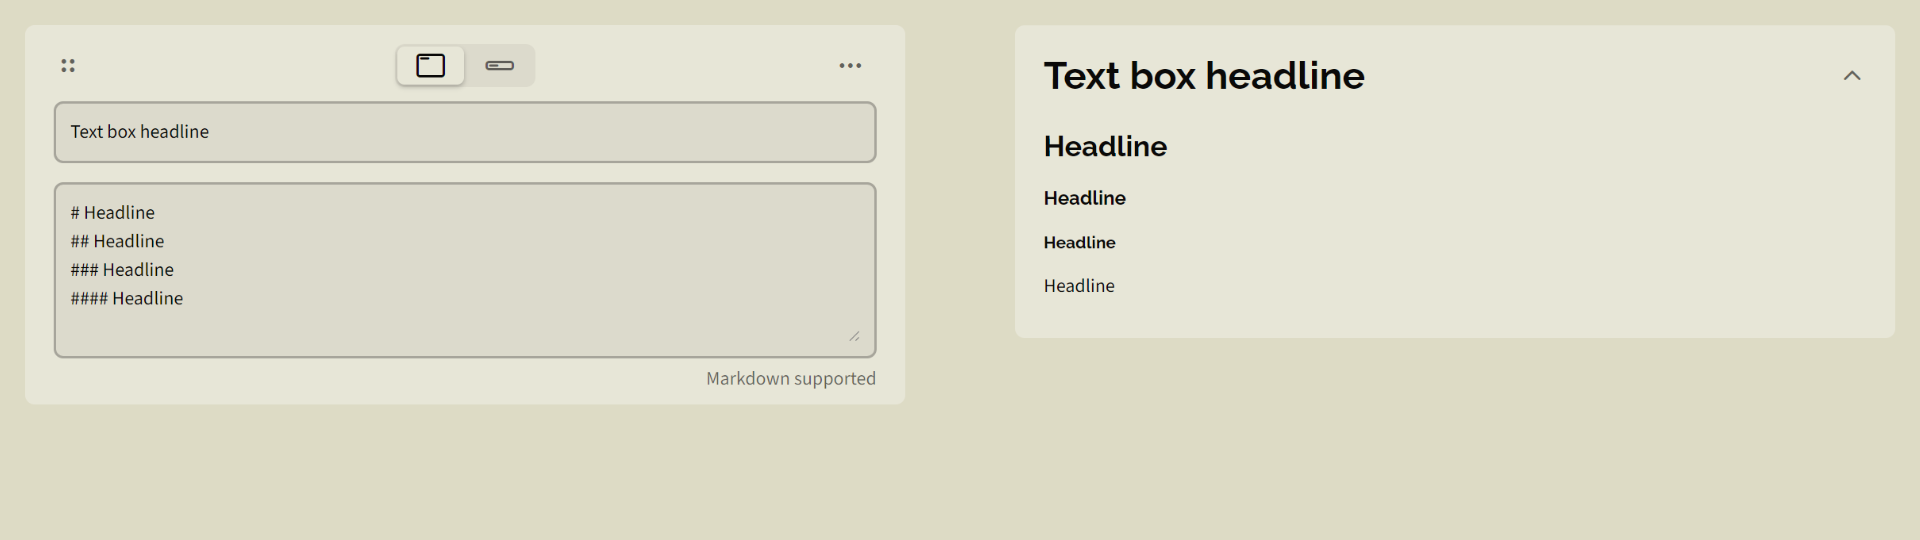 Text box headline
# Headline
## Headline
### Headline
#### Headline
Markdown supported
Text box headline
Headline
Headline
Headline
Headline